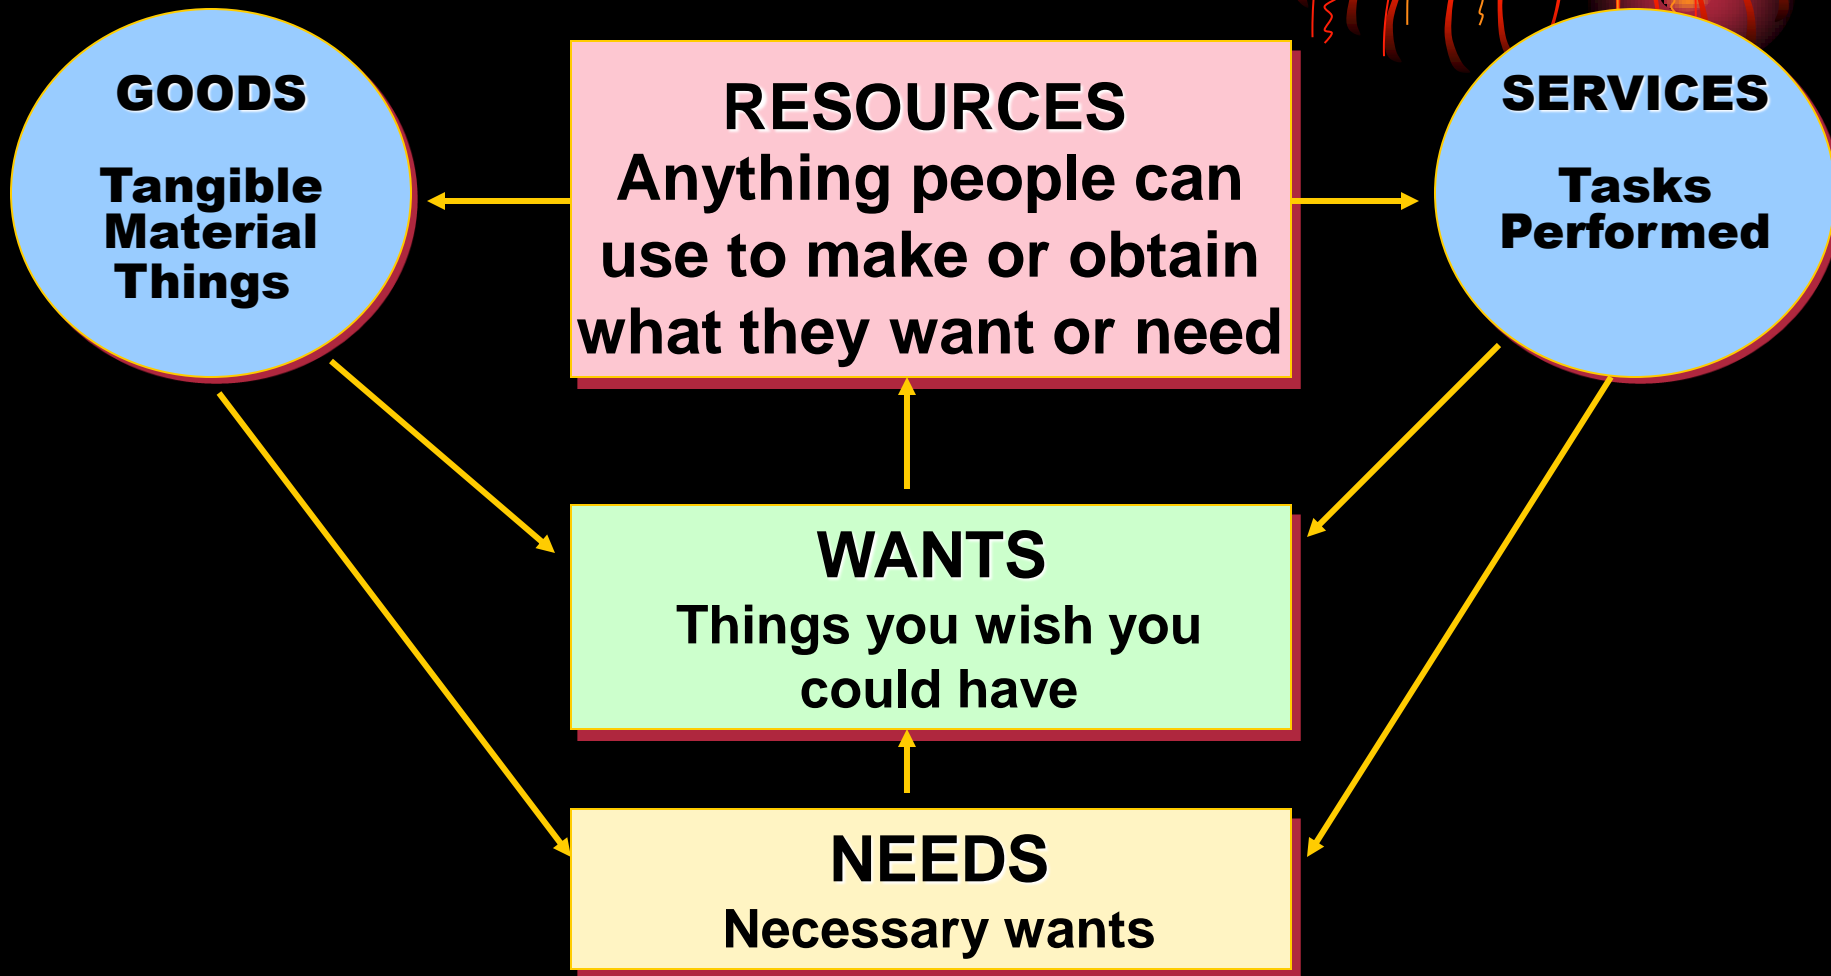 GOODS
Tangible
Material
Things
RESOURCES
Anything people can
use to make or obtain
what they want or need
SERVICES
Tasks
Performed
WANTS
Things you wish you
could have
NEEDS
Necessary wants